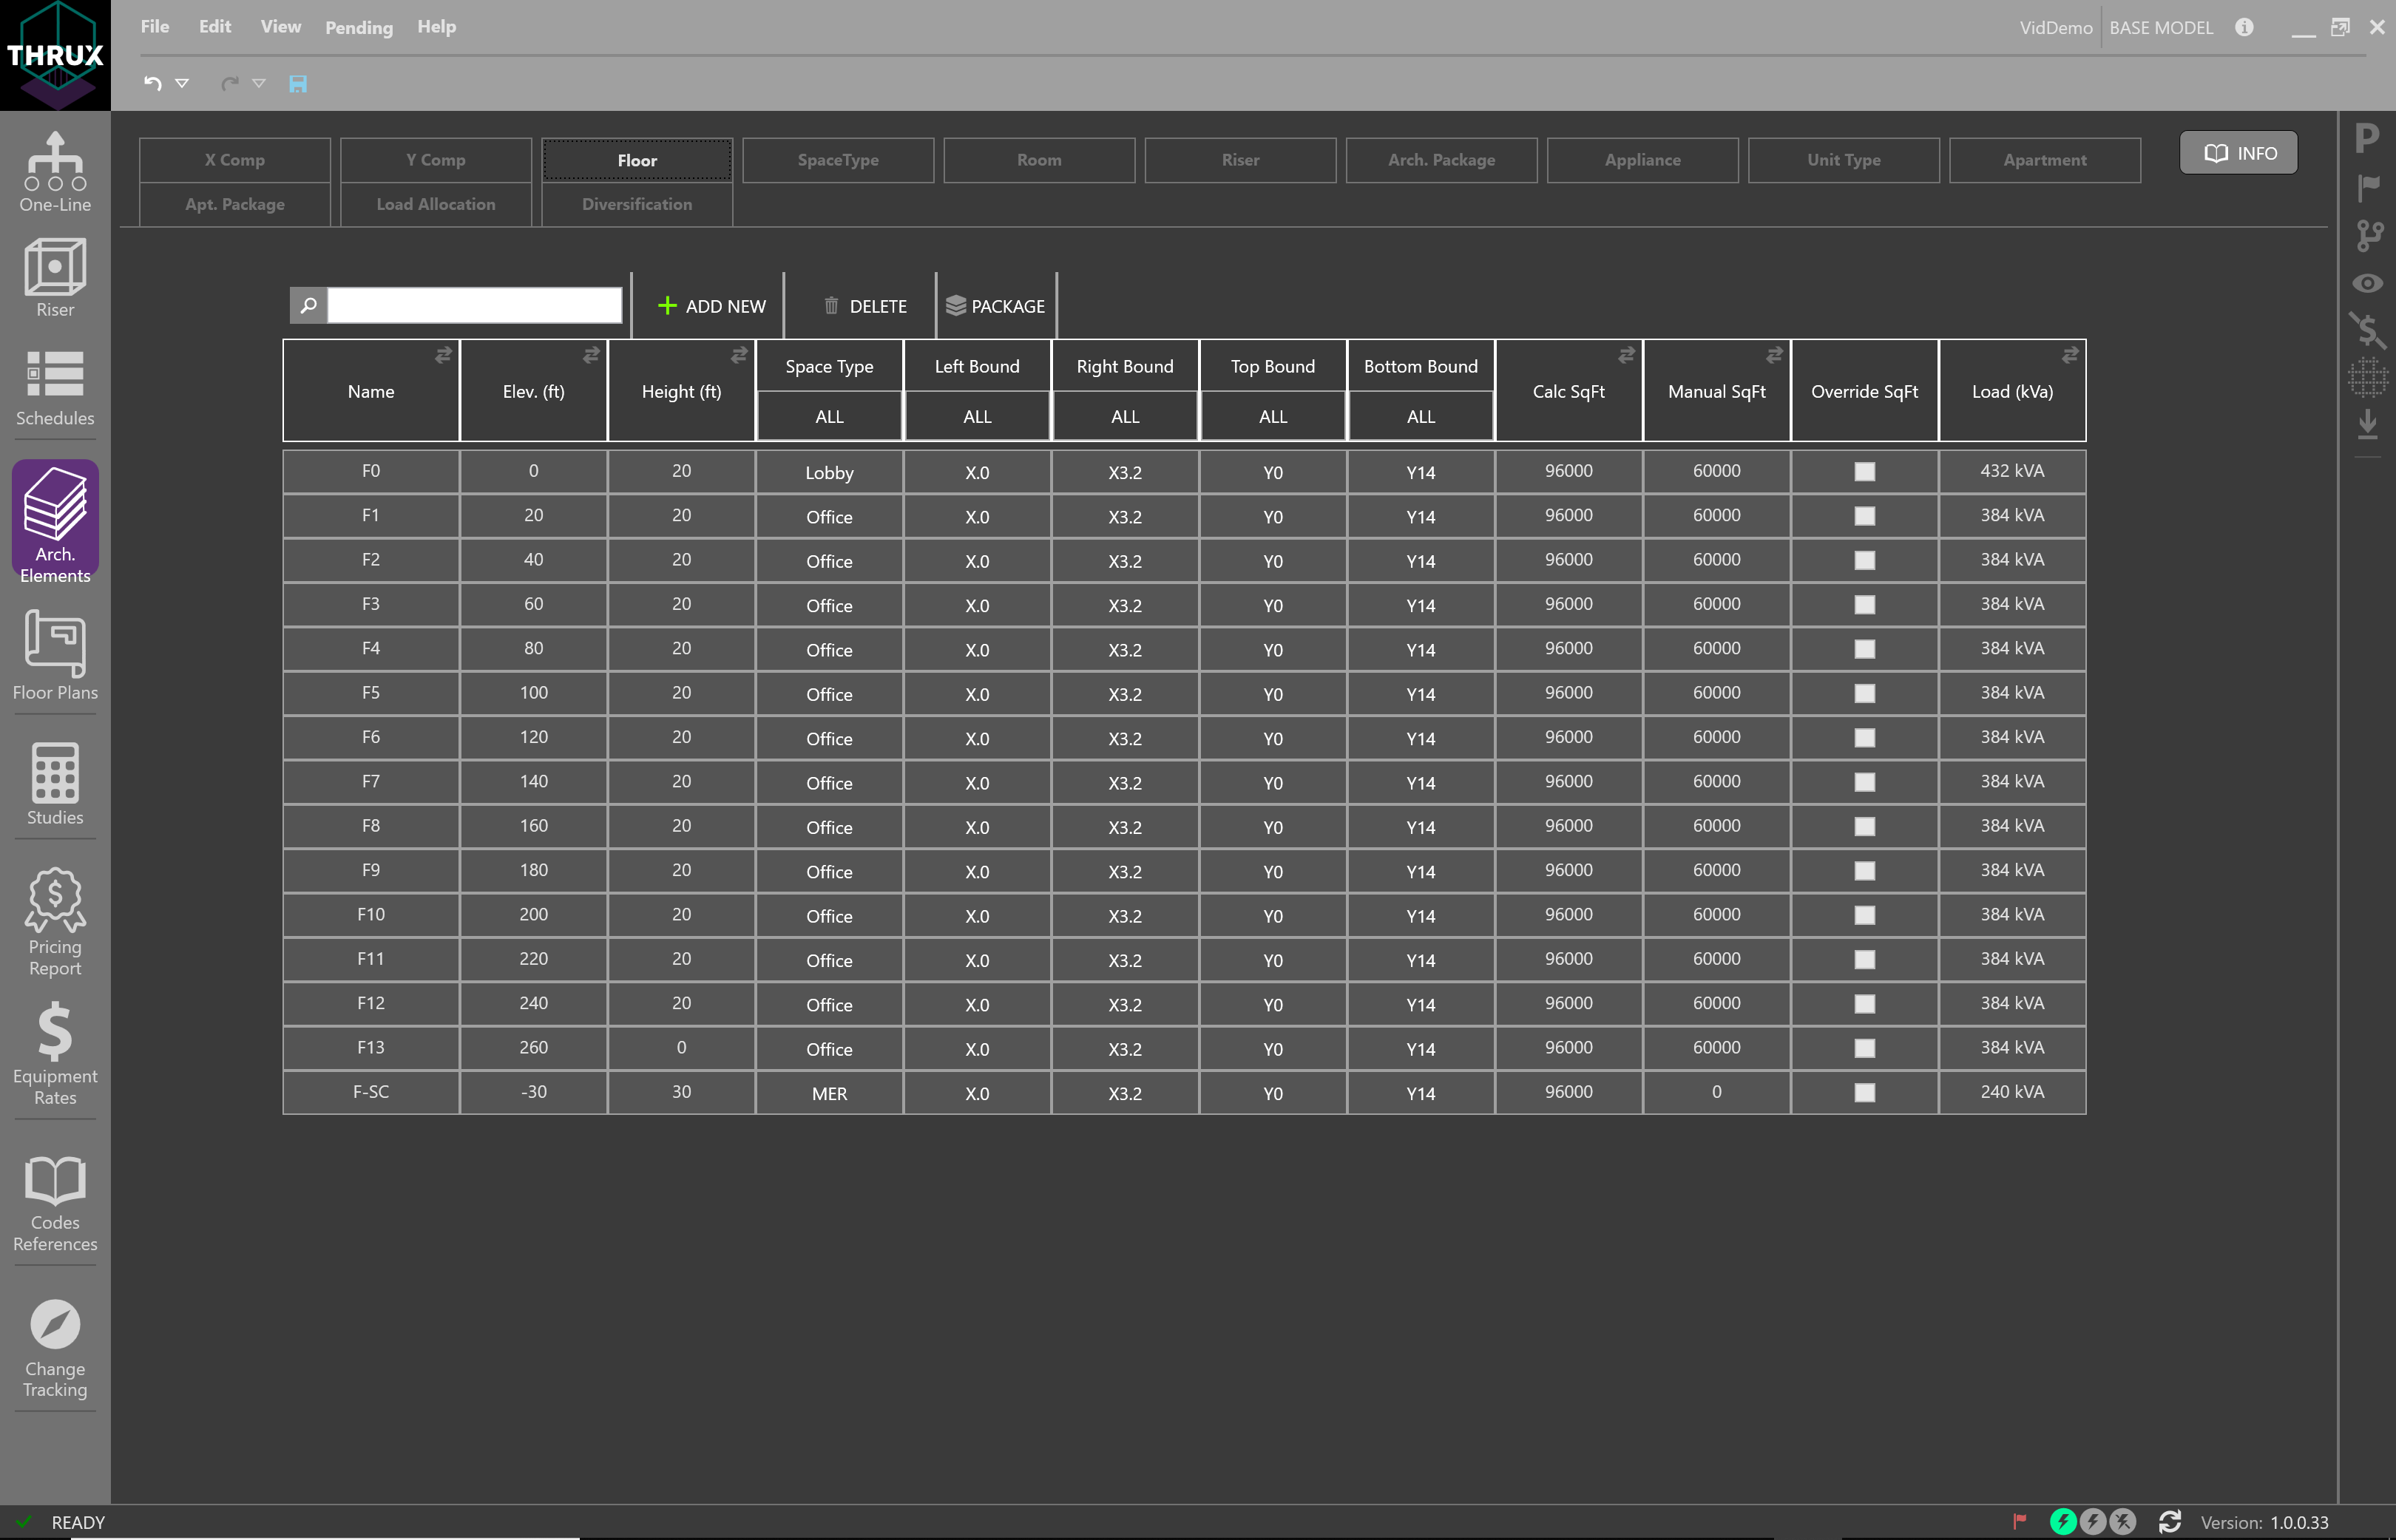 THRUX
File Edit View Pending Help
VidDemo BASE MODEL
One-Line
Riser
Schedules
Arch.
Elements
Floor Plans
Studies
Pricing
Report
Equipment
Rates
Codes
References
Change
Tracking
X Comp Y Comp Floor SpaceType Room Riser Arch. Package Appliance Unit Type Apartment
Apt. Package Load Allocation Diversification
INFO
P
ADD NEW DELETE PACKAGE
Name Elev. (ft) Height (ft) Space Type Left Bound Right Bound Top Bound Bottom Bound Calc SqFt Manual SqFt Override SqFt Load (kVa)
ALL ALL ALL ALL ALL
F0 0 20 Lobby X.0 X3.2 Y0 Y14 96000 60000 432 kVA
F1 20 20 Office X.0 X3.2 Y0 Y14 96000 60000 384 kVA
F2 40 20 Office X.0 X3.2 Y0 Y14 96000 60000 384 kVA
F3 60 20 Office X.0 X3.2 Y0 Y14 96000 60000 384 kVA
F4 80 20 Office X.0 X3.2 Y0 Y14 96000 60000 384 kVA
F5 100 20 Office X.0 X3.2 Y0 Y14 96000 60000 384 kVA
F6 120 20 Office X.0 X3.2 Y0 Y14 96000 60000 384 kVA
F7 140 20 Office X.0 X3.2 Y0 Y14 96000 60000 384 kVA
F8 160 20 Office X.0 X3.2 Y0 Y14 96000 60000 384 kVA
F9 180 20 Office X.0 X3.2 Y0 Y14 96000 60000 384 kVA
F10 200 20 Office X.0 X3.2 Y0 Y14 96000 60000 384 kVA
F11 220 20 Office X.0 X3.2 Y0 Y14 96000 60000 384 kVA
F12 240 20 Office X.0 X3.2 Y0 Y14 96000 60000 384 kVA
F13 260 0 Office X.0 X3.2 Y0 Y14 96000 60000 384 kVA
F-SC -30 30 MER X.0 X3.2 Y0 Y14 96000 0 240 kVA
READY
Version: 1.0.0.33